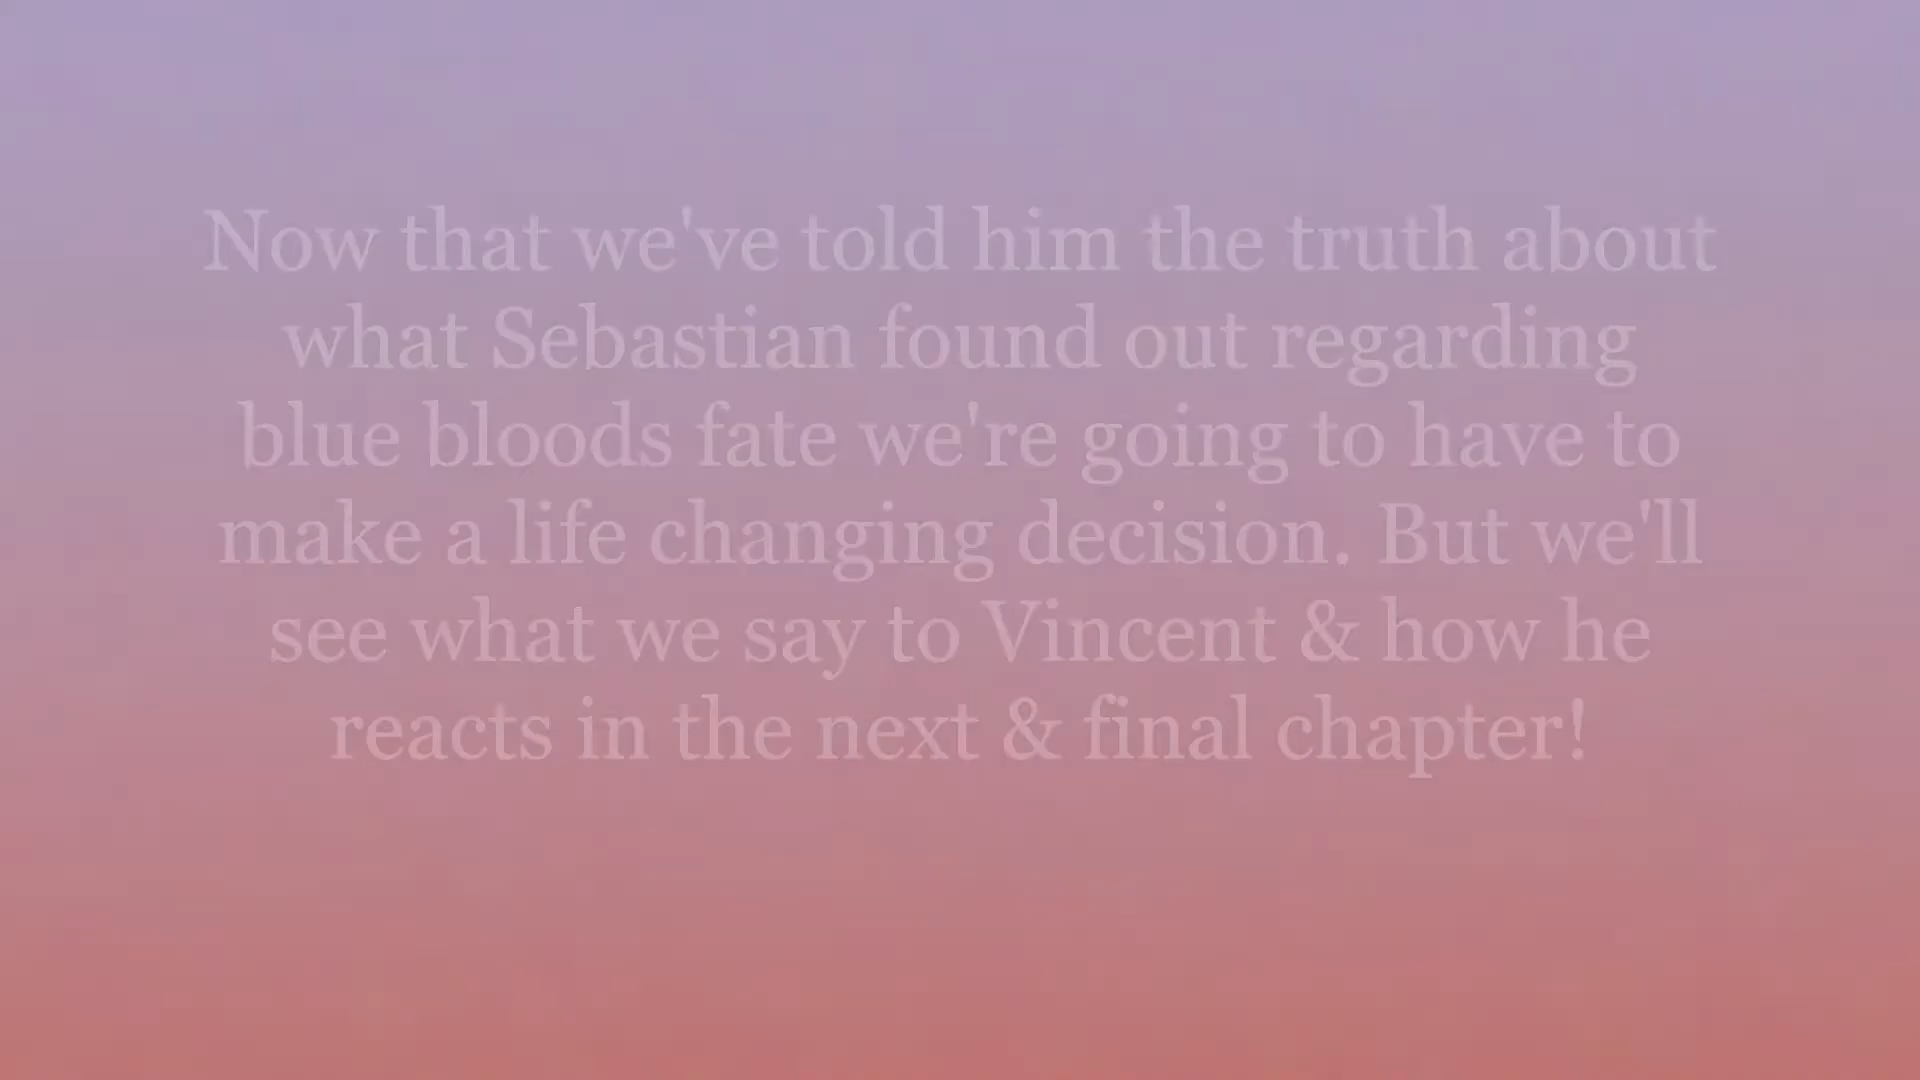 Now that we've told him the truth about
what Sebastian found out regarding
blue bloods fate we're going to have to
make a life changing decision. But we'll
see what we say to Vincent & how he
reacts in the next & final chapter!